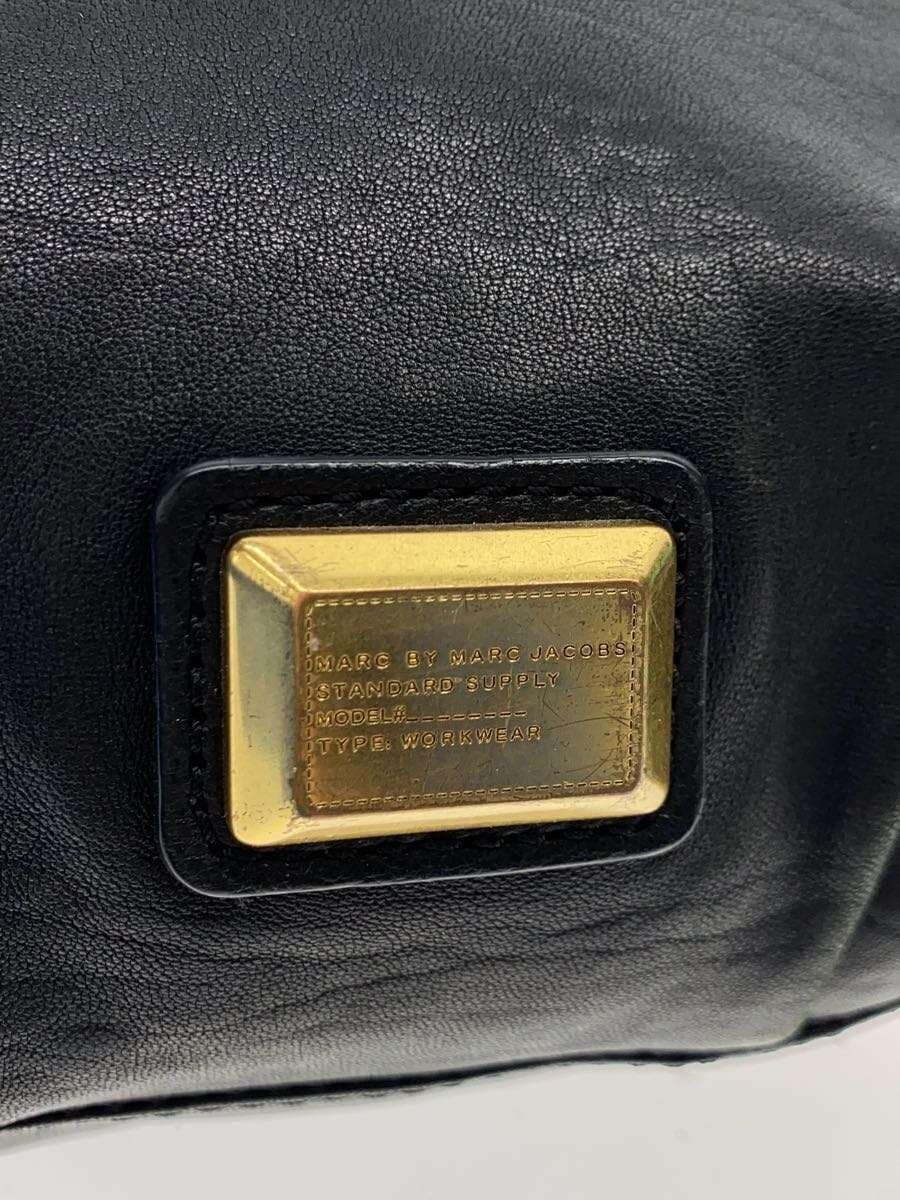 MARC BY MARC JACOBS
STANDARD SUPPLY
MODEL#________
TYPE: WORKWEAR